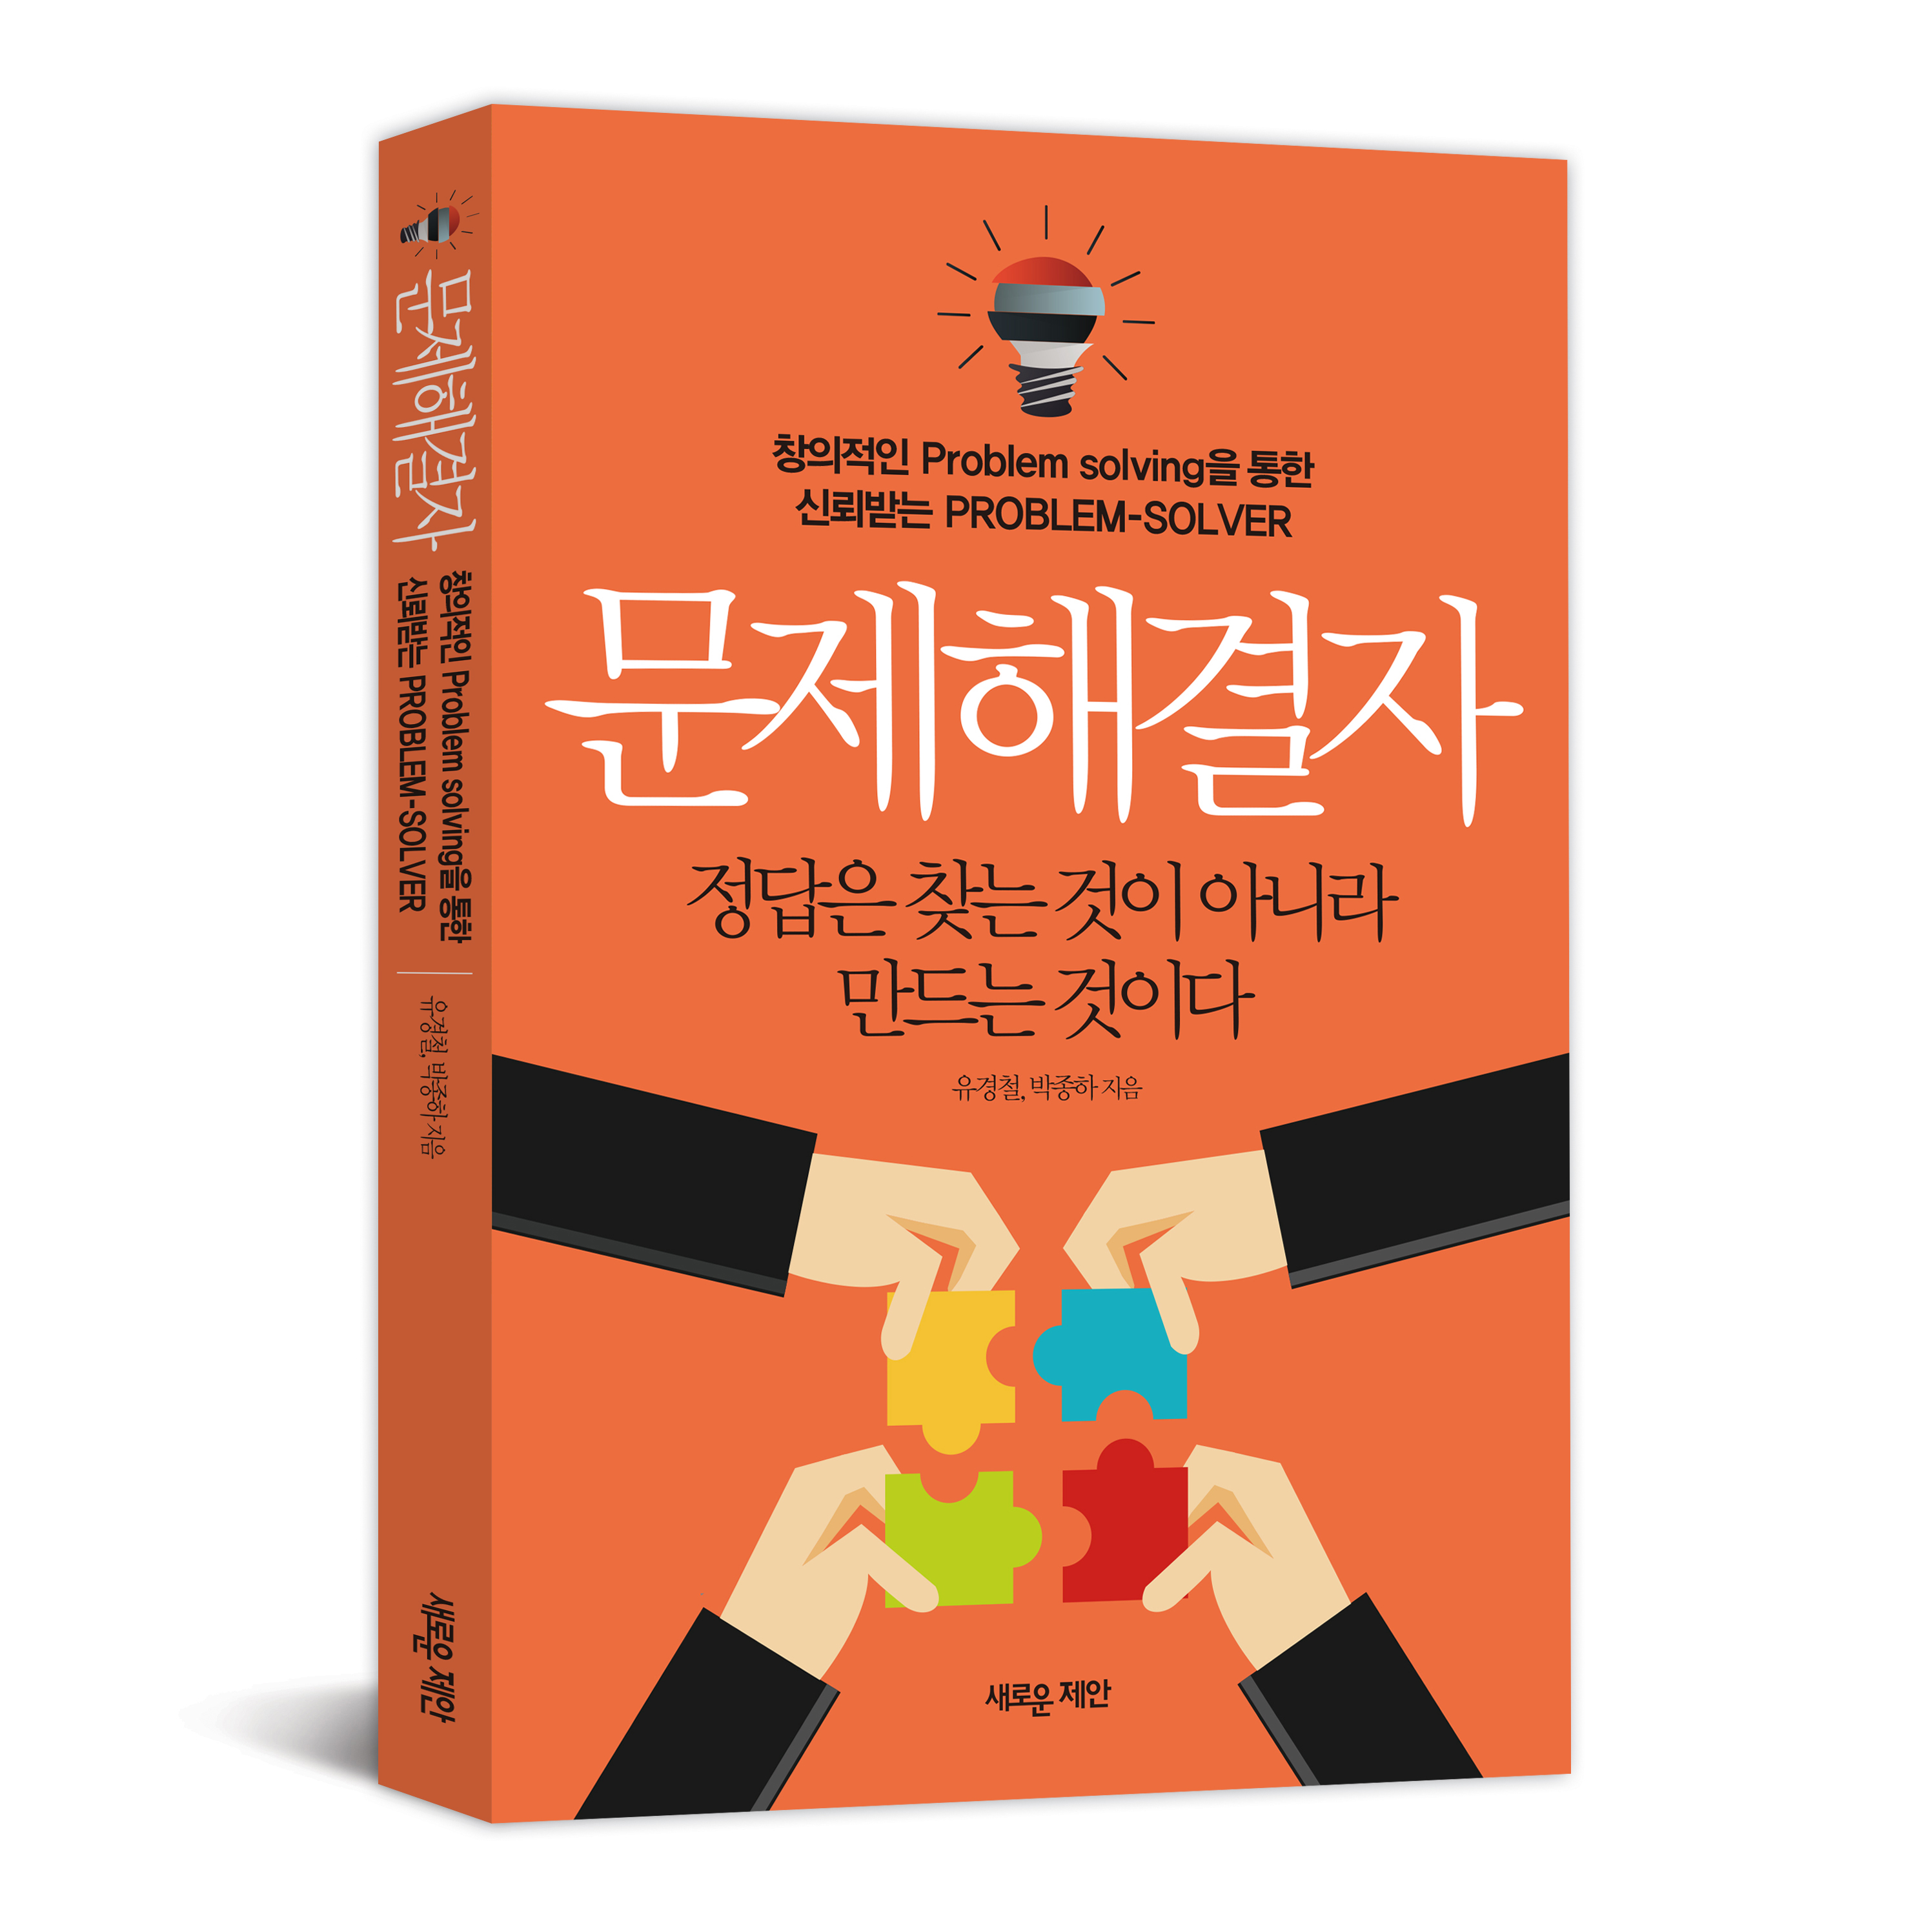 창의적인 Problem solving을 통한
신뢰받는 PROBLEM-SOLVER
문제해결자
정답은 찾는 것이 아니라
만드는 것이다
유경철, 박종하 지음
새로운 제안
문제해결자
창의적인 Problem solving을 통한
신뢰받는 PROBLEM-SOLVER
유경철, 박종하 지음
새로운 제안